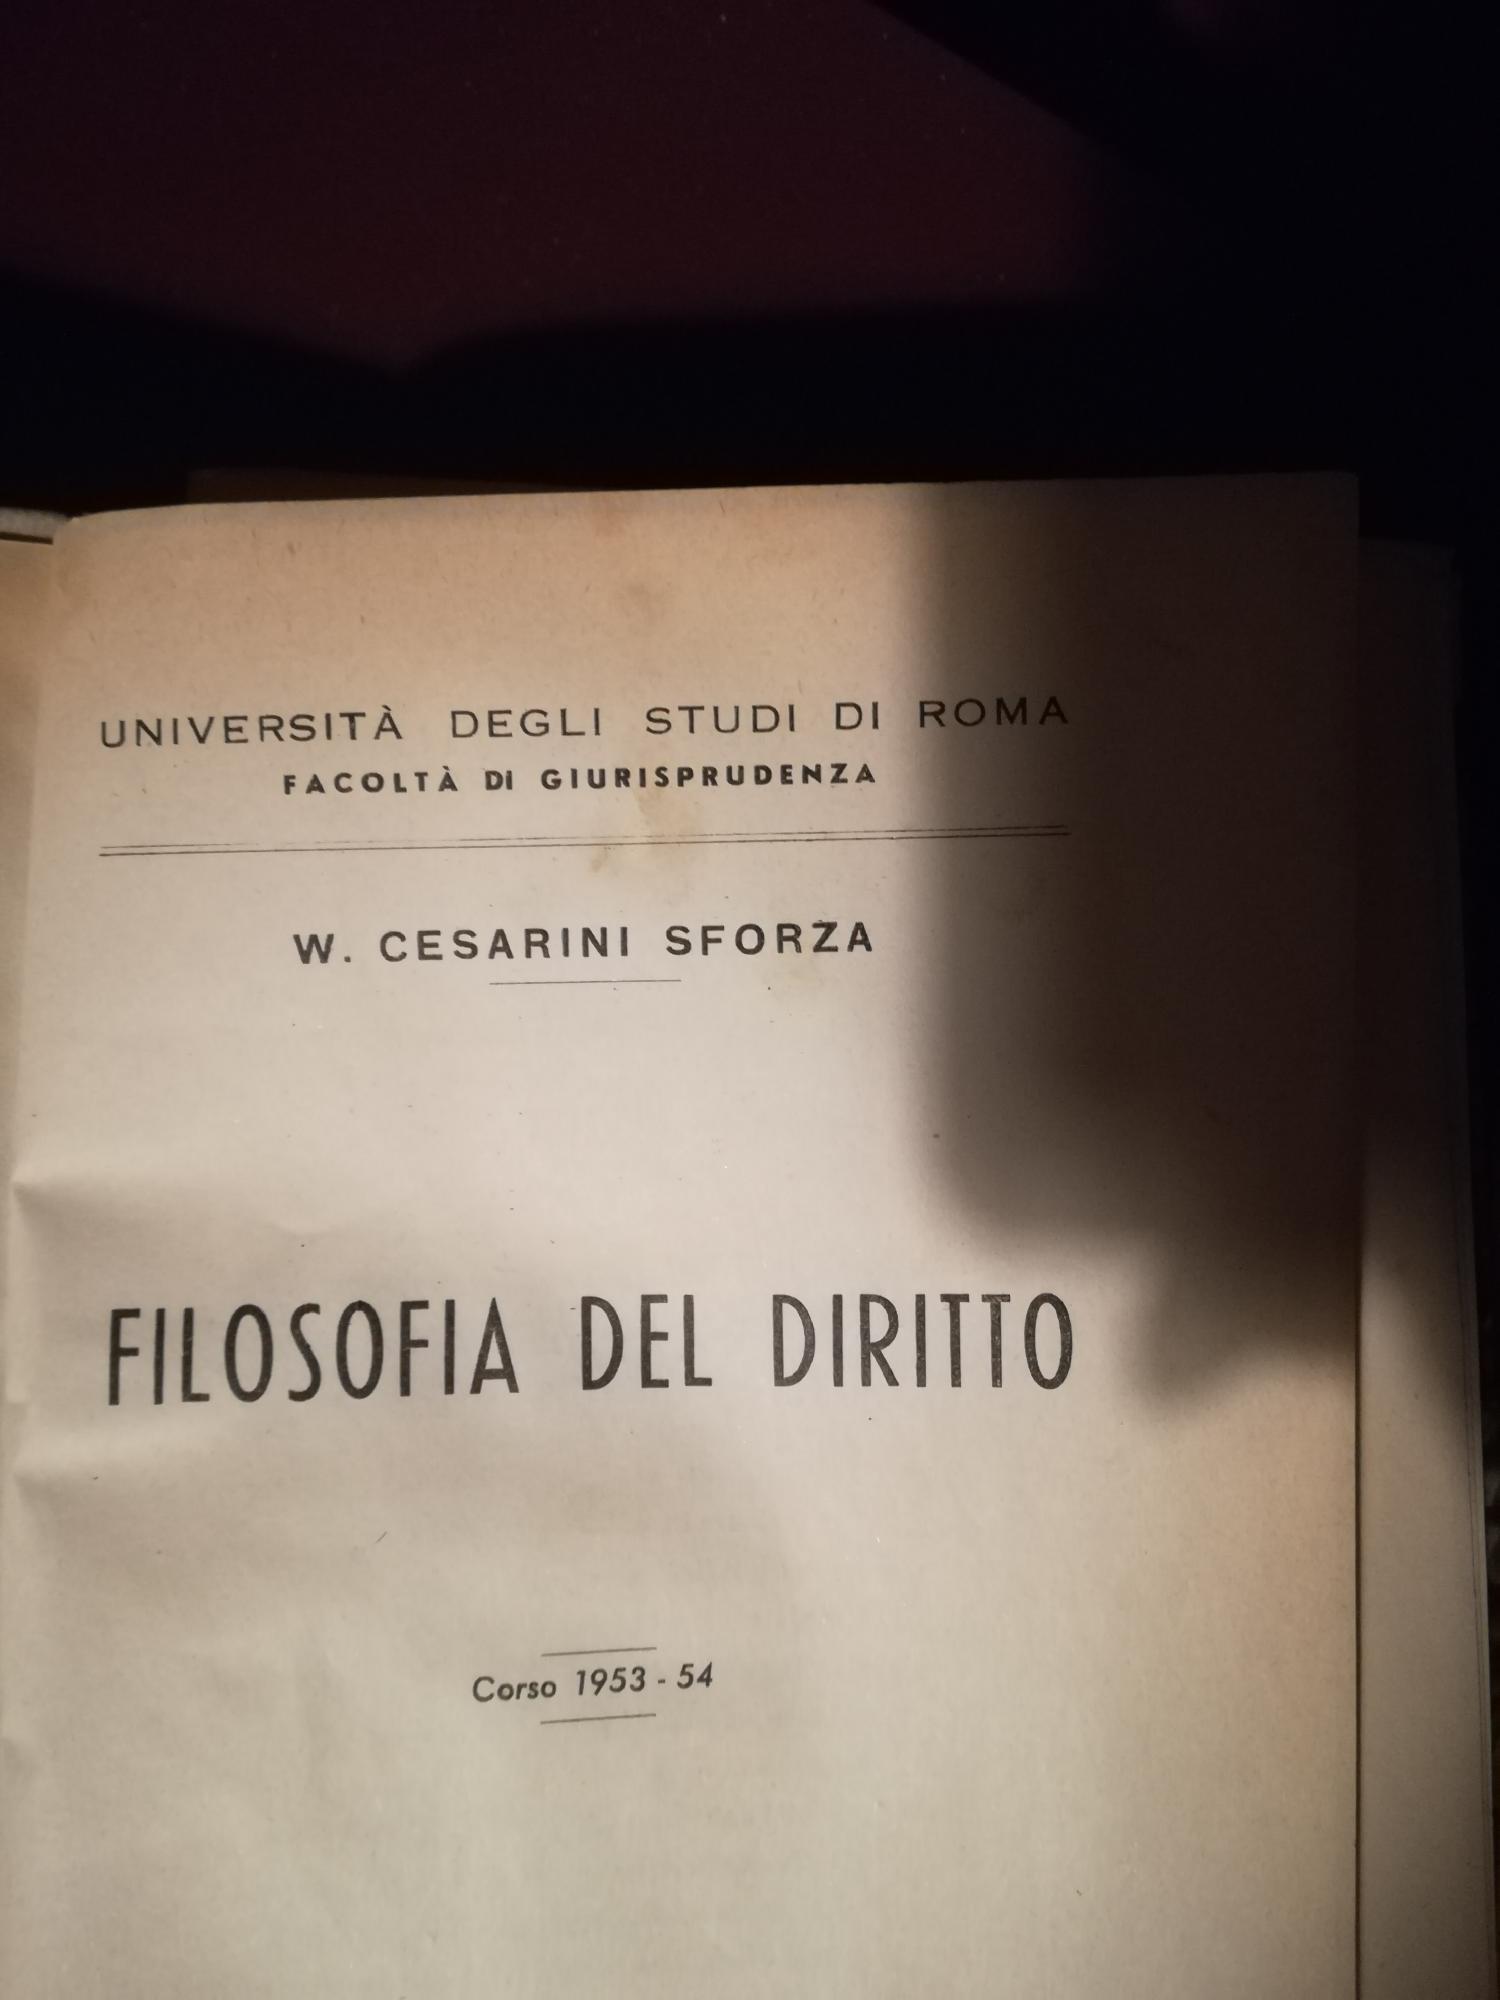 UNIVERSITÀ DEGLI STUDI DI ROMA
FACOLTÀ DI GIURISPRUDENZA
W. CESARINI SFORZA
FILOSOFIA DEL DIRITTO
Corso 1953 - 54